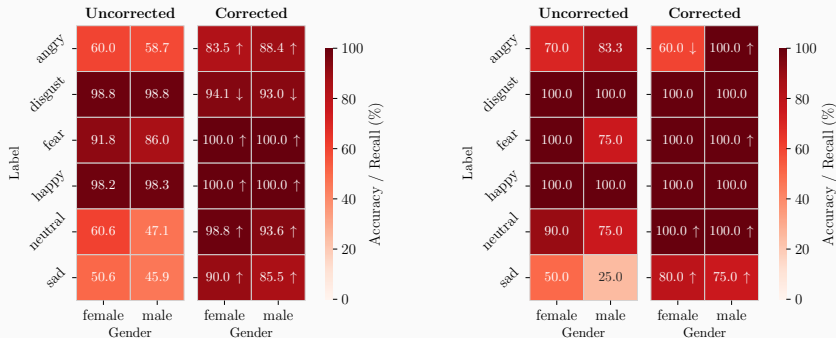 Uncorrected Corrected
angry 60.0 58.7 83.5 ↑ 88.4 ↑
disgust 98.8 98.8 94.1 ↓ 93.0 ↓
fear 91.8 86.0 100.0 ↑ 100.0 ↑
happy 98.2 98.3 100.0 ↑ 100.0 ↑
neutral 60.6 47.1 98.8 ↑ 93.6 ↑
sad 50.6 45.9 90.0 ↑ 85.5 ↑
Label
female male female male
Gender Gender
100
80
60
40
20
0
Accuracy / Recall (%)
Uncorrected Corrected
angry 70.0 83.3 60.0 ↓ 100.0 ↑
disgust 100.0 100.0 100.0 100.0
fear 100.0 75.0 100.0 100.0 ↑
happy 100.0 100.0 100.0 100.0
neutral 90.0 75.0 100.0 ↑ 100.0 ↑
sad 50.0 25.0 80.0 ↑ 75.0 ↑
Label
female male female male
Gender Gender
100
80
60
40
20
0
Accuracy / Recall (%)